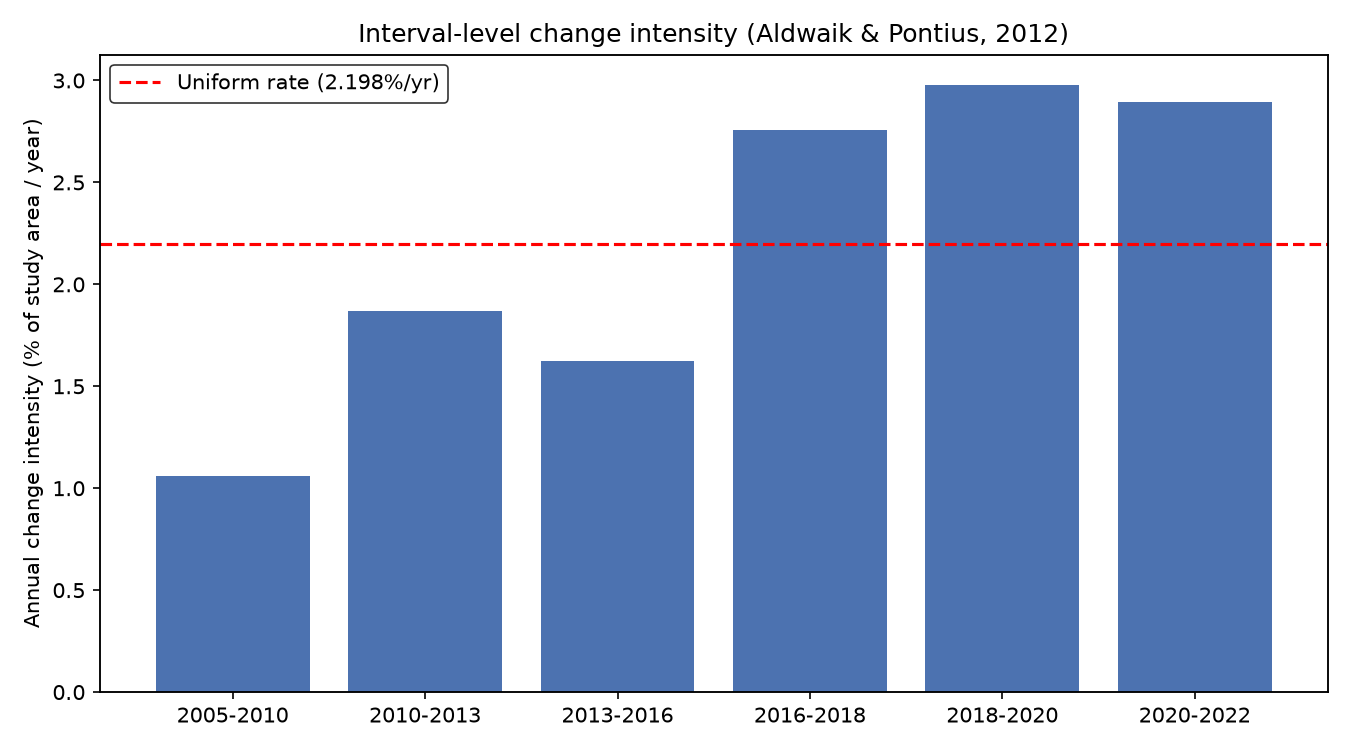 Interval-level change intensity (Aldwaik & Pontius, 2012)
Uniform rate (2.198%/yr)
Annual change intensity (% of study area / year)
3.0
2.5
2.0
1.5
1.0
0.5
0.0
2005-2010 2010-2013 2013-2016 2016-2018 2018-2020 2020-2022